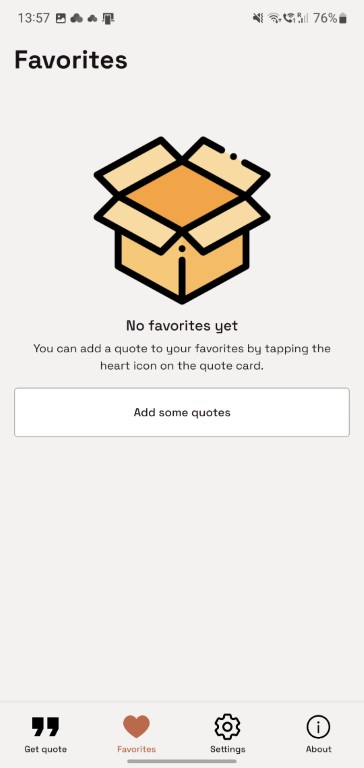 13:57
76%
Favorites
No favorites yet
You can add a quote to your favorites by tapping the
heart icon on the quote card.
Add some quotes
Get quote
Favorites
Settings
About